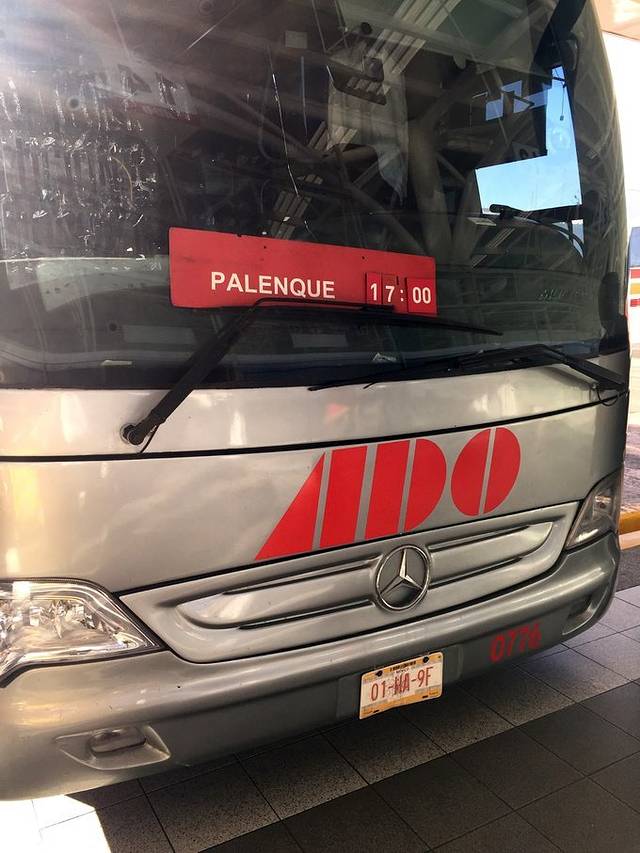 PALENQUE 17:00
ADO
0776
01-HA-9F